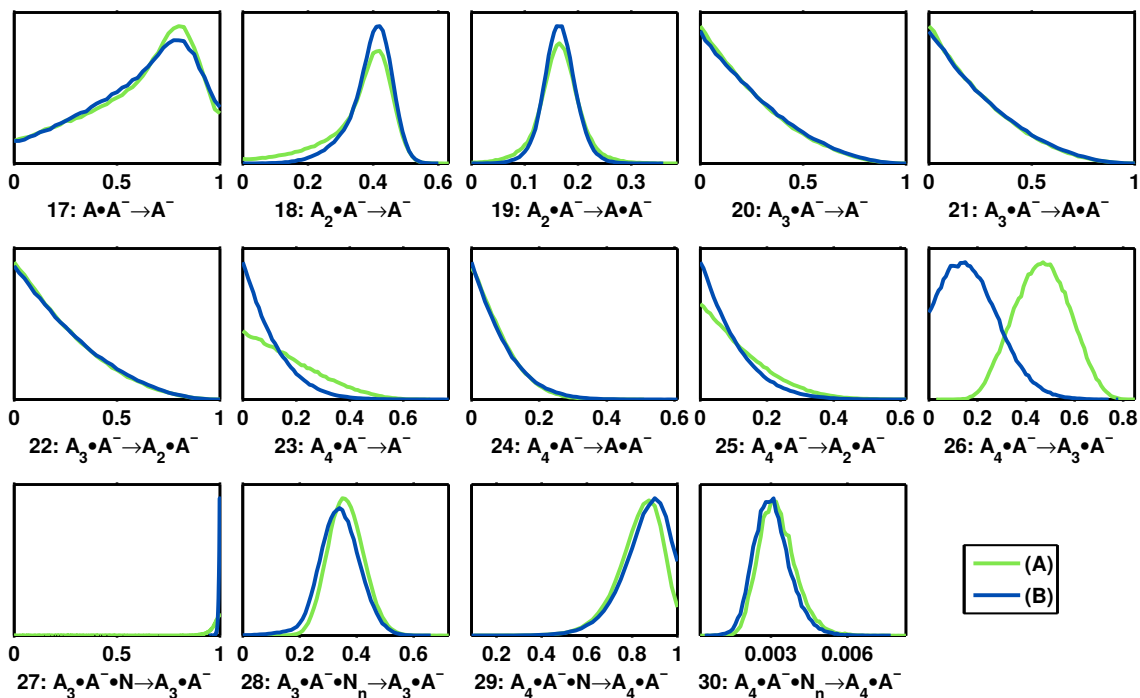 0 0.5 1 0 0.2 0.4 0.6 0 0.1 0.2 0.3 0 0.5 1 0 0.5 1
17: A•A⁻→A⁻ 18: A₂•A⁻→A⁻ 19: A₂•A⁻→A•A⁻ 20: A₃•A⁻→A⁻ 21: A₃•A⁻→A•A⁻
0 0.5 1 0 0.2 0.4 0.6 0 0.2 0.4 0.6 0 0.2 0.4 0.6 0 0.2 0.4 0.6 0.8
22: A₃•A⁻→A₂•A⁻ 23: A₄•A⁻→A⁻ 24: A₄•A⁻→A•A⁻ 25: A₄•A⁻→A₂•A⁻ 26: A₄•A⁻→A₃•A⁻
(A)
(B)
0 0.5 1 0 0.2 0.4 0.6 0.2 0.4 0.6 0.8 1 0 0.003 0.006
27: A₃•A⁻•N→A₃•A⁻ 28: A₃•A⁻•Nₙ→A₃•A⁻ 29: A₄•A⁻•N→A₄•A⁻ 30: A₄•A⁻•Nₙ→A₄•A⁻